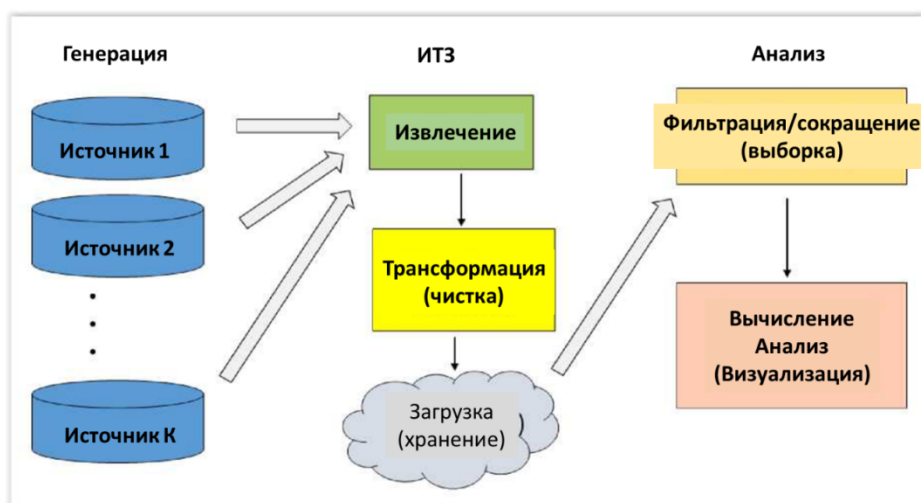 Генерация
ИТЗ
Анализ
Источник 1
Источник 2
Источник К
Извлечение
Трансформация
(чистка)
Загрузка
(хранение)
Фильтрация/сокращение
(выборка)
Вычисление
Анализ
(Визуализация)